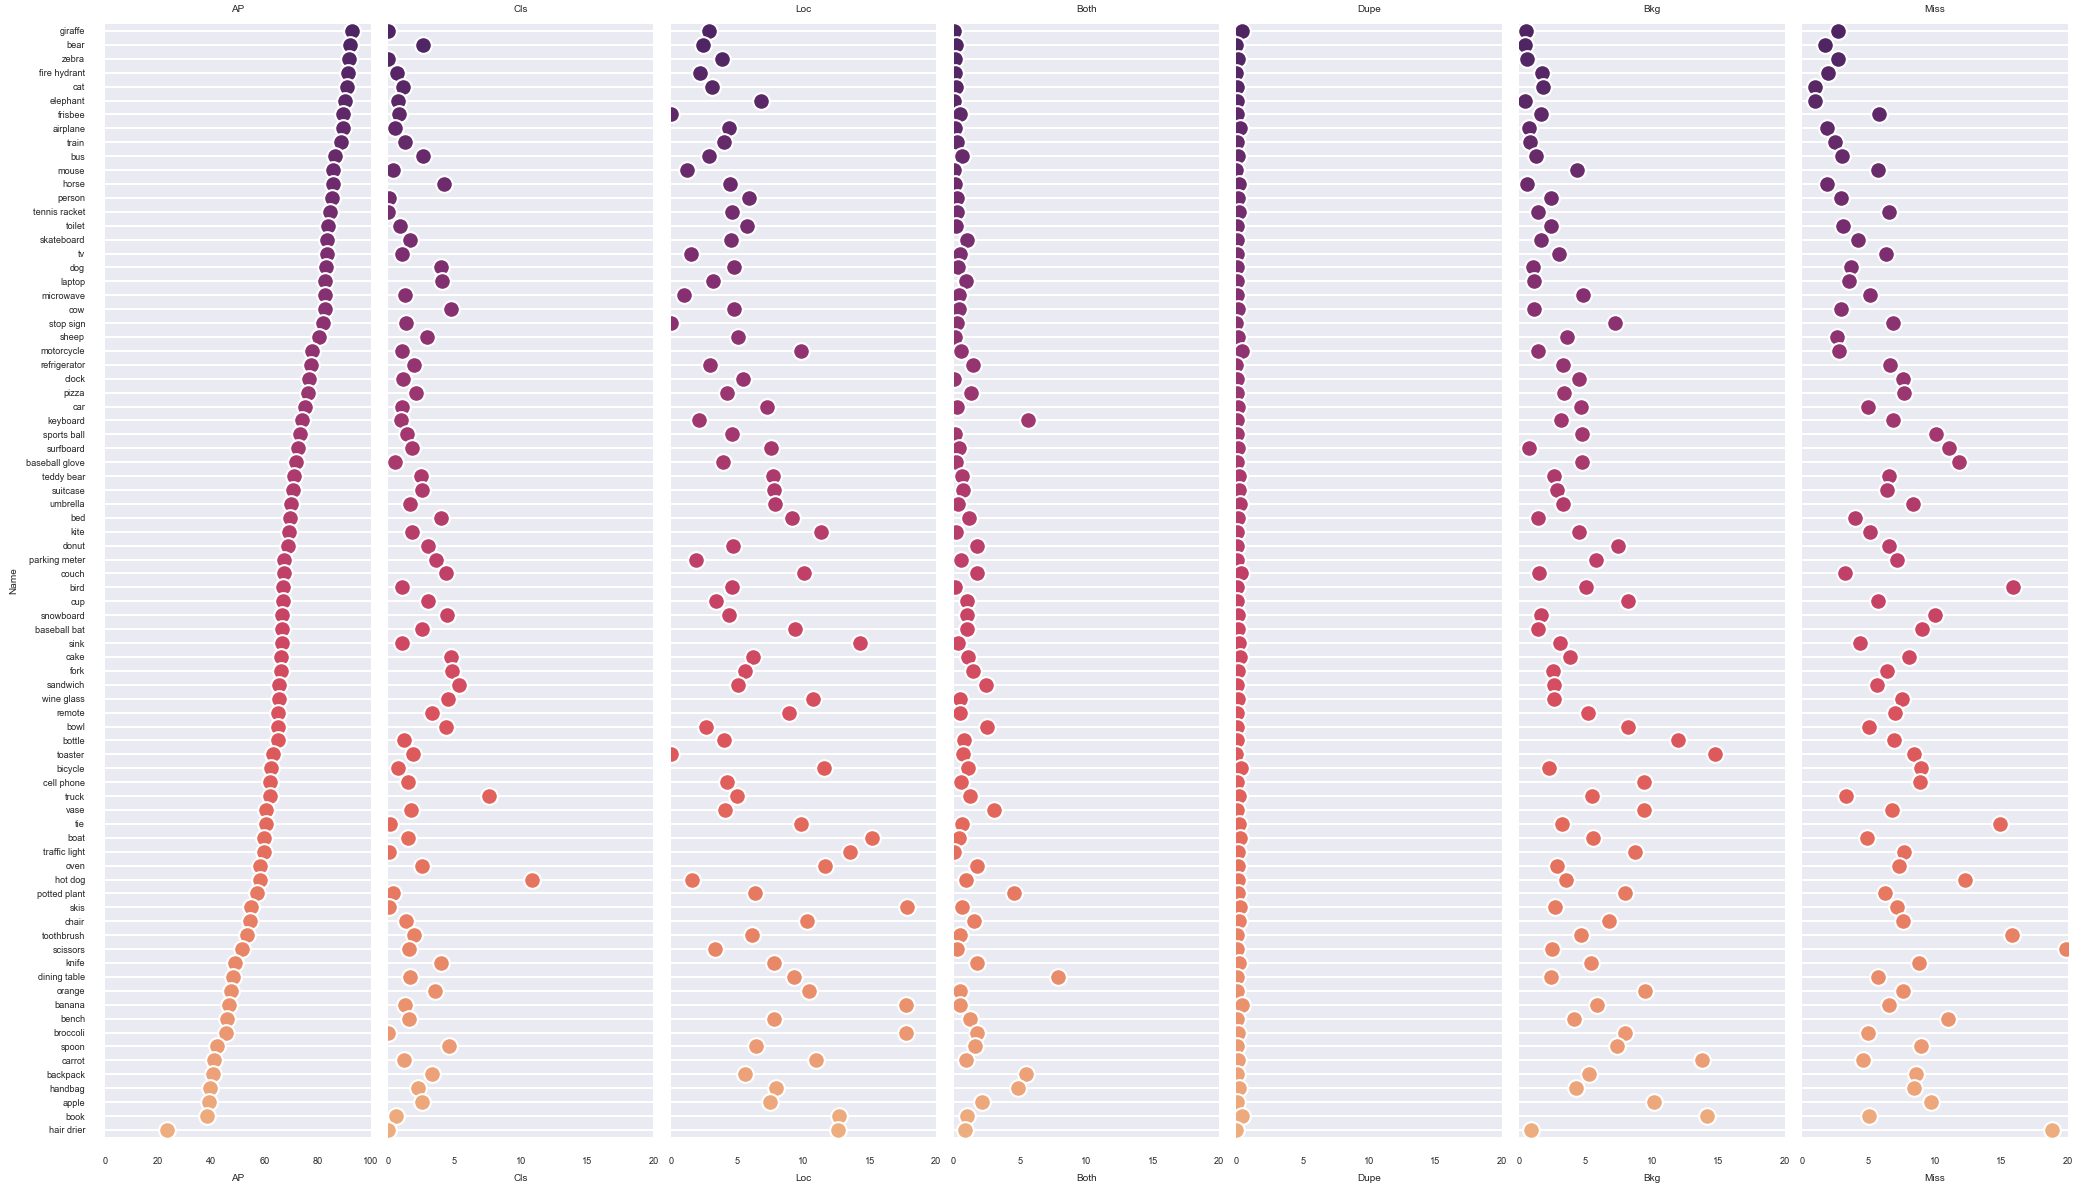 AP Cls Loc Both Dupe Bkg Miss
giraffe
bear
zebra
fire hydrant
cat
elephant
frisbee
airplane
train
bus
mouse
horse
person
tennis racket
toilet
skateboard
tv
dog
laptop
microwave
cow
stop sign
sheep
motorcycle
refrigerator
clock
pizza
car
keyboard
sports ball
surfboard
baseball glove
teddy bear
suitcase
umbrella
bed
kite
donut
parking meter
couch
bird
cup
snowboard
baseball bat
sink
cake
fork
sandwich
wine glass
remote
bowl
bottle
toaster
bicycle
cell phone
truck
vase
tie
boat
traffic light
oven
hot dog
potted plant
skis
chair
toothbrush
scissors
knife
dining table
orange
banana
bench
broccoli
spoon
carrot
backpack
handbag
apple
book
hair drier
Name
0 20 40 60 80 100 0 5 10 15 20 0 5 10 15 20 0 5 10 15 20 0 5 10 15 20 0 5 10 15 20 0 5 10 15 20
AP Cls Loc Both Dupe Bkg Miss